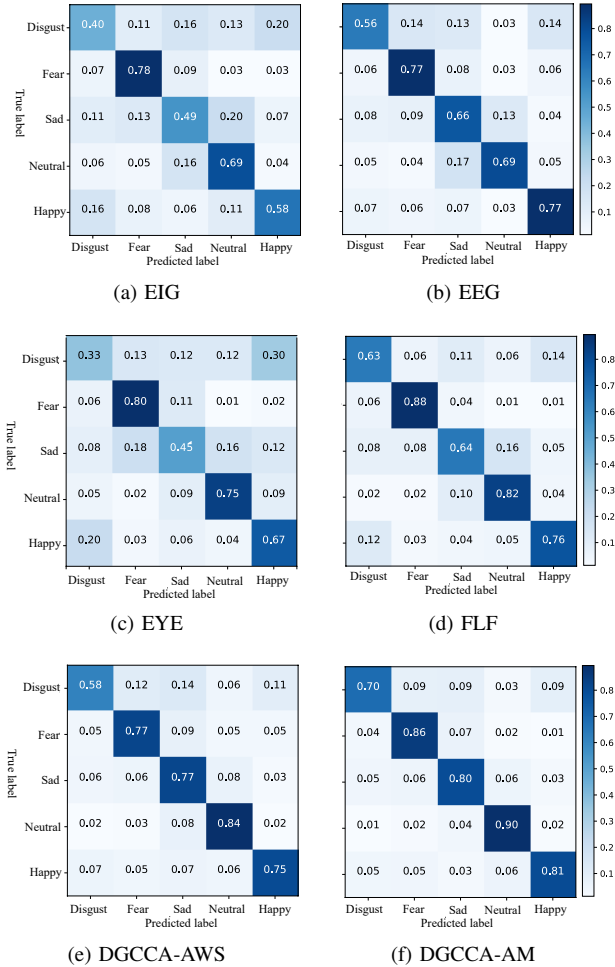 Disgust 0.40 0.11 0.16 0.13 0.20
Fear 0.07 0.78 0.09 0.03 0.03
Sad 0.11 0.13 0.49 0.20 0.07
Neutral 0.06 0.05 0.16 0.69 0.04
Happy 0.16 0.08 0.06 0.11 0.58
True label
Disgust Fear Sad Neutral Happy
Predicted label
(a) EIG
0.56 0.14 0.13 0.03 0.14
0.06 0.77 0.08 0.03 0.06
0.08 0.09 0.66 0.13 0.04
0.05 0.04 0.17 0.69 0.05
0.07 0.06 0.07 0.03 0.77
0.8
0.7
0.6
0.5
0.4
0.3
0.2
0.1
Disgust Fear Sad Neutral Happy
Predicted label
(b) EEG
Disgust 0.33 0.13 0.12 0.12 0.30
Fear 0.06 0.80 0.11 0.01 0.02
Sad 0.08 0.18 0.45 0.16 0.12
Neutral 0.05 0.02 0.09 0.75 0.09
Happy 0.20 0.03 0.06 0.04 0.67
True label
Disgust Fear Sad Neutral Happy
Predicted label
(c) EYE
0.63 0.06 0.11 0.06 0.14
0.06 0.88 0.04 0.01 0.01
0.08 0.08 0.64 0.16 0.05
0.02 0.02 0.10 0.82 0.04
0.12 0.03 0.04 0.05 0.76
0.8
0.7
0.6
0.5
0.4
0.3
0.2
0.1
Disgust Fear Sad Neutral Happy
Predicted label
(d) FLF
Disgust 0.58 0.12 0.14 0.06 0.11
Fear 0.05 0.77 0.09 0.05 0.05
Sad 0.06 0.06 0.77 0.08 0.03
Neutral 0.02 0.03 0.08 0.84 0.02
Happy 0.07 0.05 0.07 0.06 0.75
True label
Disgust Fear Sad Neutral Happy
Predicted label
(e) DGCCA-AWS
0.70 0.09 0.09 0.03 0.09
0.04 0.86 0.07 0.02 0.01
0.05 0.06 0.80 0.06 0.03
0.01 0.02 0.04 0.90 0.02
0.05 0.05 0.03 0.06 0.81
0.8
0.7
0.6
0.5
0.4
0.3
0.2
0.1
Disgust Fear Sad Neutral Happy
Predicted label
(f) DGCCA-AM